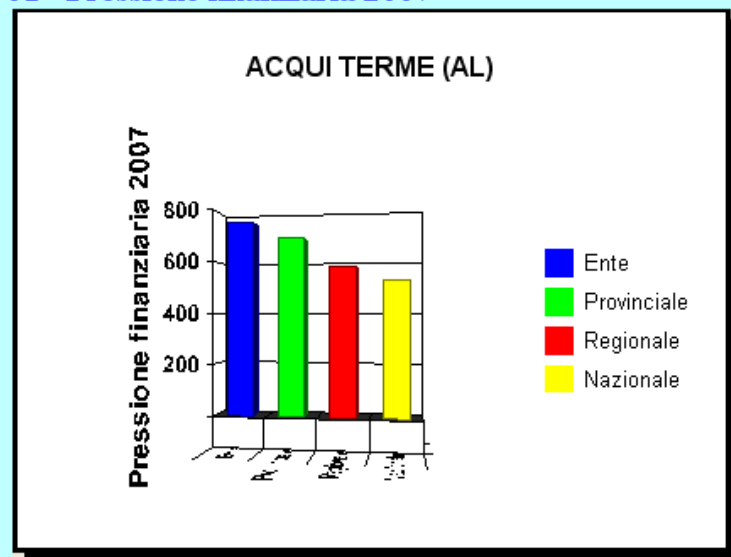 ACQUI TERME (AL)
Pressione finanziaria 2007
800
600
400
200
Ente
Provinciale
Regionale
Nazionale